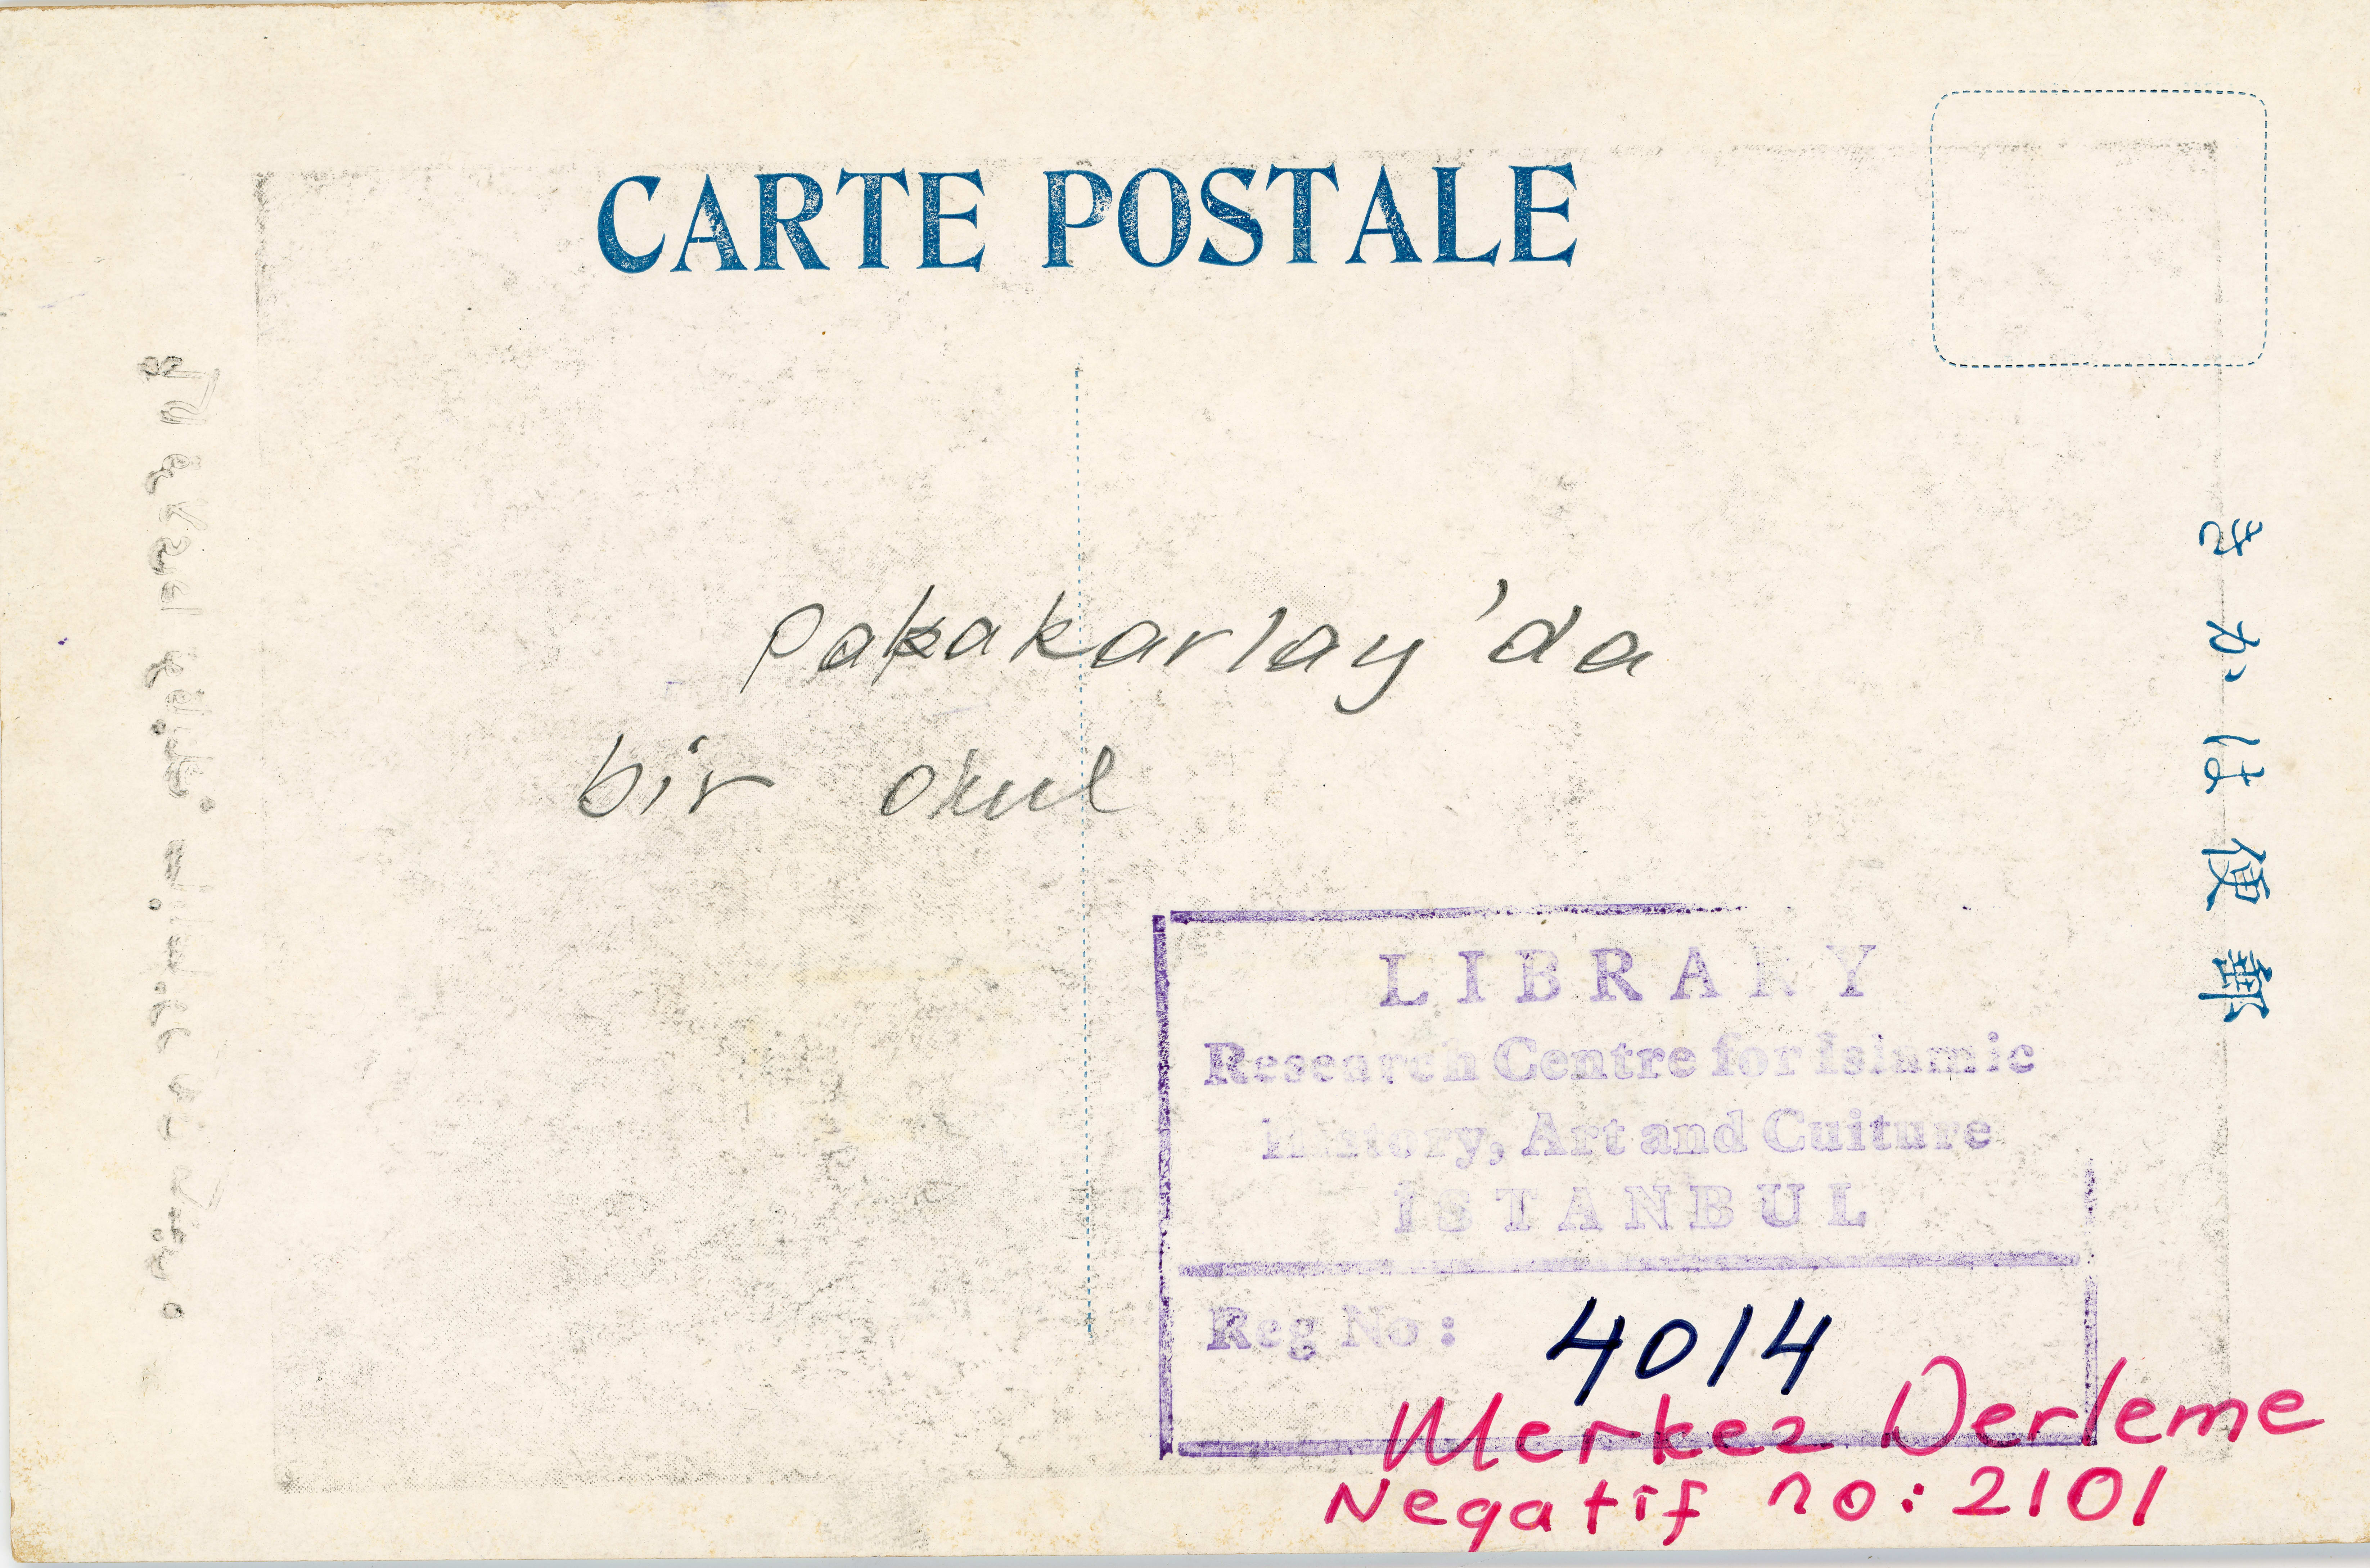 CARTE POSTALE
きかは便郵
Pakakarlay'da
bir okul
LIBRARY
Research Centre for Islamic
History, Art and Culture
İSTANBUL
Reg No: 4014
Merkez Derleme
Negatif no: 2101